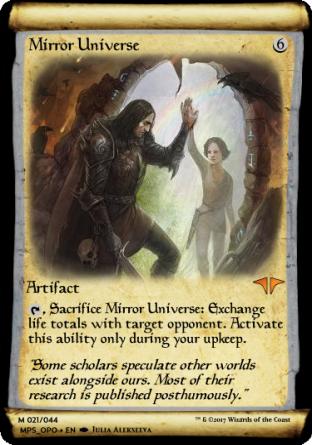 Mirror Universe 6
Artifact
, Sacrifice Mirror Universe: Exchange
life totals with target opponent. Activate
this ability only during your upkeep.
"Some scholars speculate other worlds
exist alongside ours. Most of their
research is published posthumously."
M 021/044
MPS_OPO • EN Julia Alekseeva
™ & © 2017 Wizards of the Coast